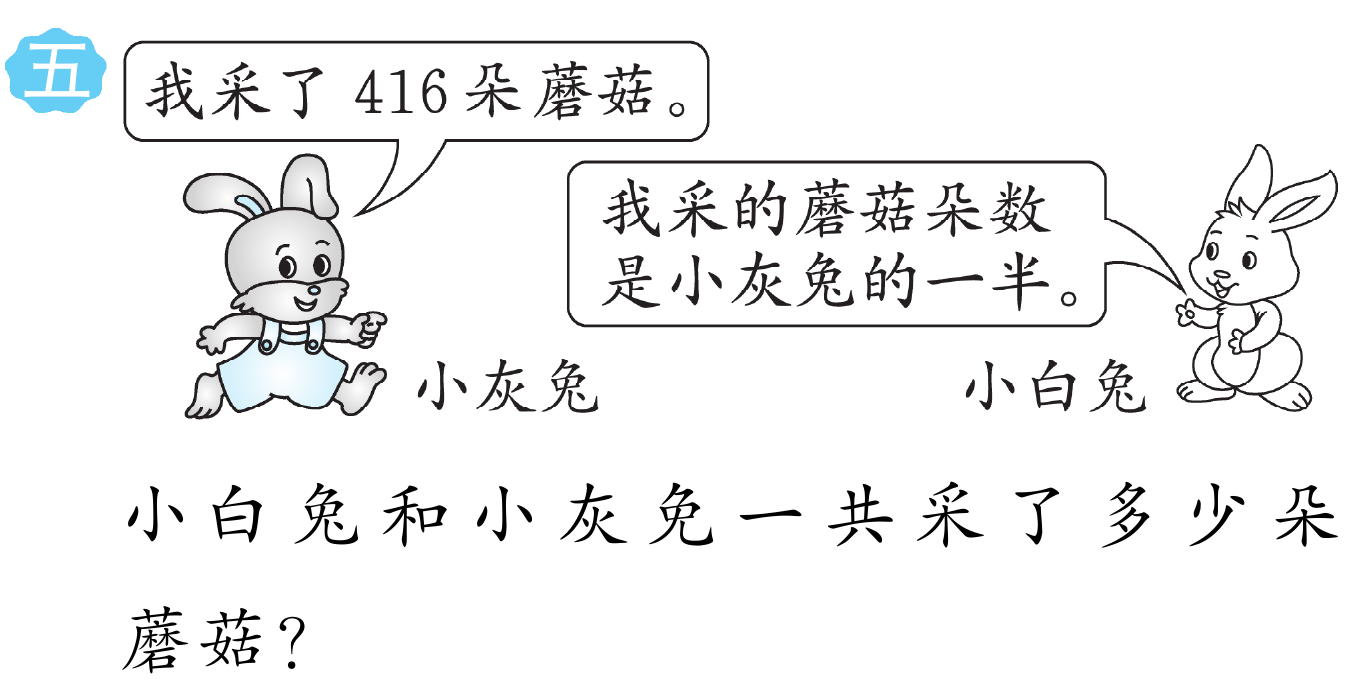 五
我采了 416 朵蘑菇。
我采的蘑菇朵数
是小灰兔的一半。
小灰兔
小白兔
小白兔和小灰兔一共采了多少朵
蘑菇?